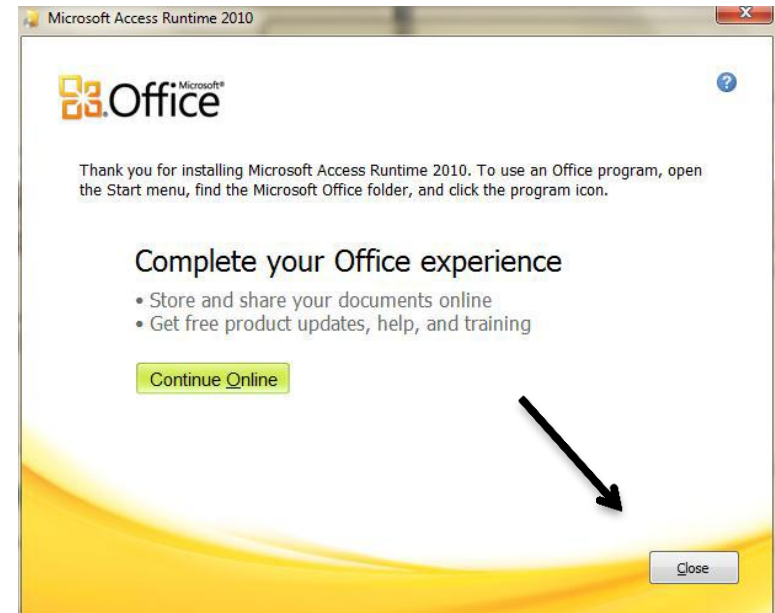 Microsoft Access Runtime 2010
Microsoft®
Office
Thank you for installing Microsoft Access Runtime 2010. To use an Office program, open
the Start menu, find the Microsoft Office folder, and click the program icon.
Complete your Office experience
• Store and share your documents online
• Get free product updates, help, and training
Continue Online
Close